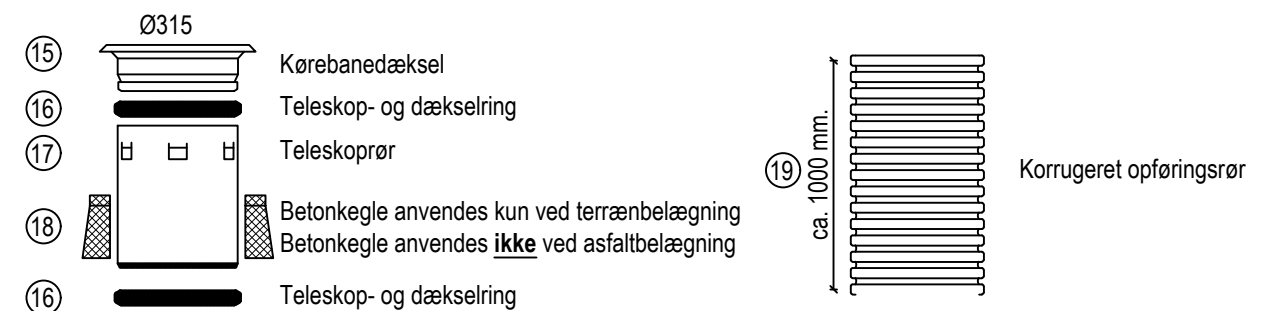 Ø315
15
Kørebanedæksel
16
Teleskop- og dækselring
17
Teleskoprør
18
Betonkegle anvendes kun ved terrænbelægning
Betonkegle anvendes ikke ved asfaltbelægning
16
Teleskop- og dækselring
19
ca. 1000 mm.
Korrugeret opføringsrør